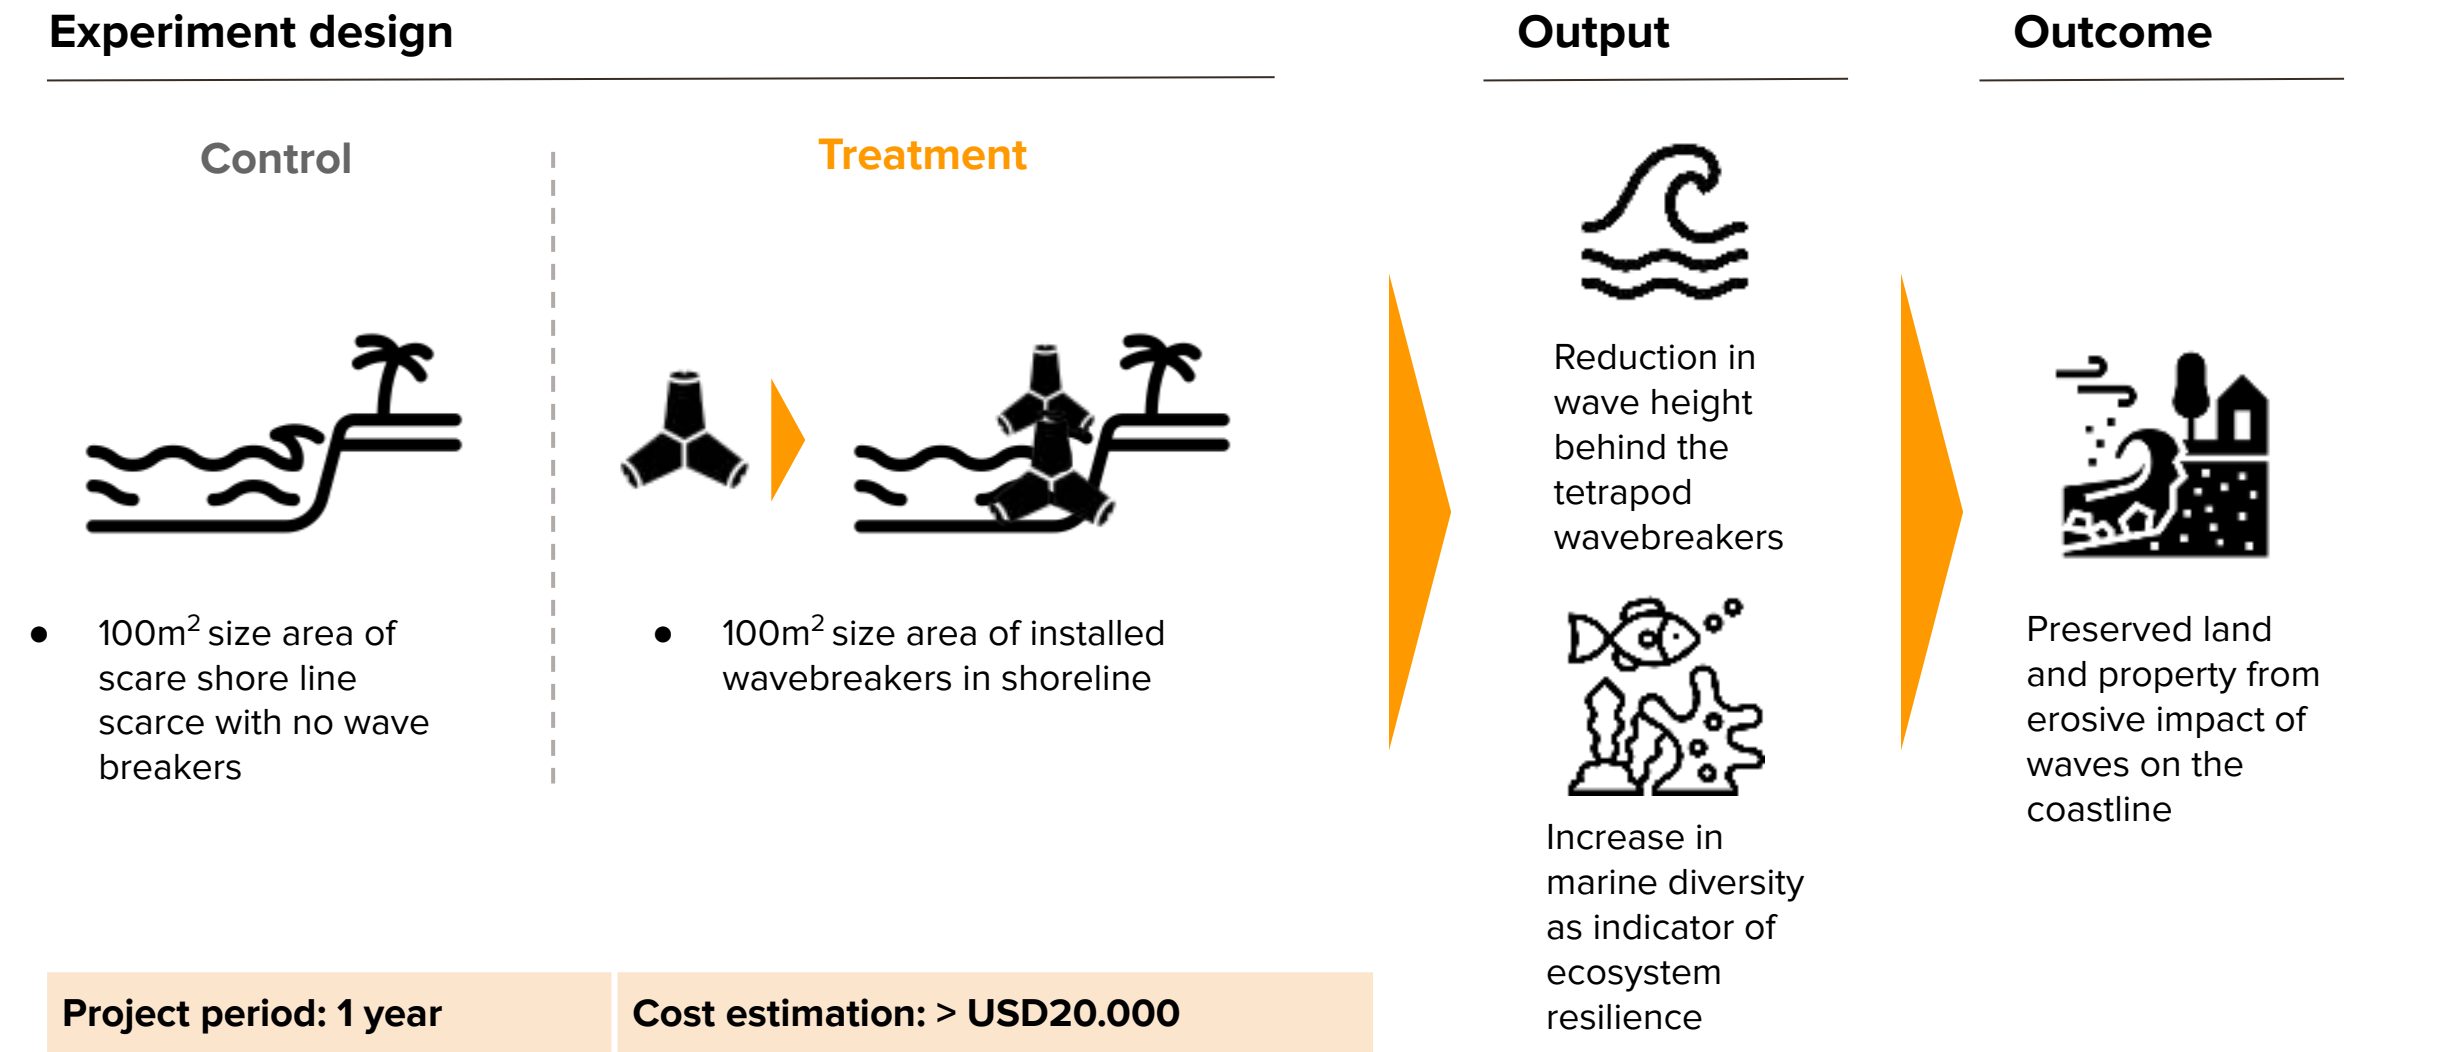 Experiment design
Control
● 100m² size area of
scare shore line
scarce with no wave
breakers
Treatment
● 100m² size area of installed
wavebreakers in shoreline
Project period: 1 year
Cost estimation: > USD20.000
Output
Reduction in
wave height
behind the
tetrapod
wavebreakers
Increase in
marine diversity
as indicator of
ecosystem
resilience
Outcome
Preserved land
and property from
erosive impact of
waves on the
coastline